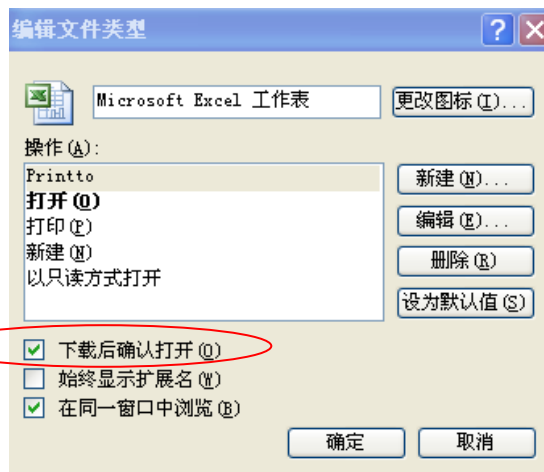 编辑文件类型
Microsoft Excel 工作表
更改图标(I)...
操作(A):
Printto
打开(O)
打印(P)
新建(N)
以只读方式打开
新建(N)...
编辑(E)...
删除(R)
设为默认值(S)
下载后确认打开(O)
始终显示扩展名(W)
在同一窗口中浏览(B)
确定
取消